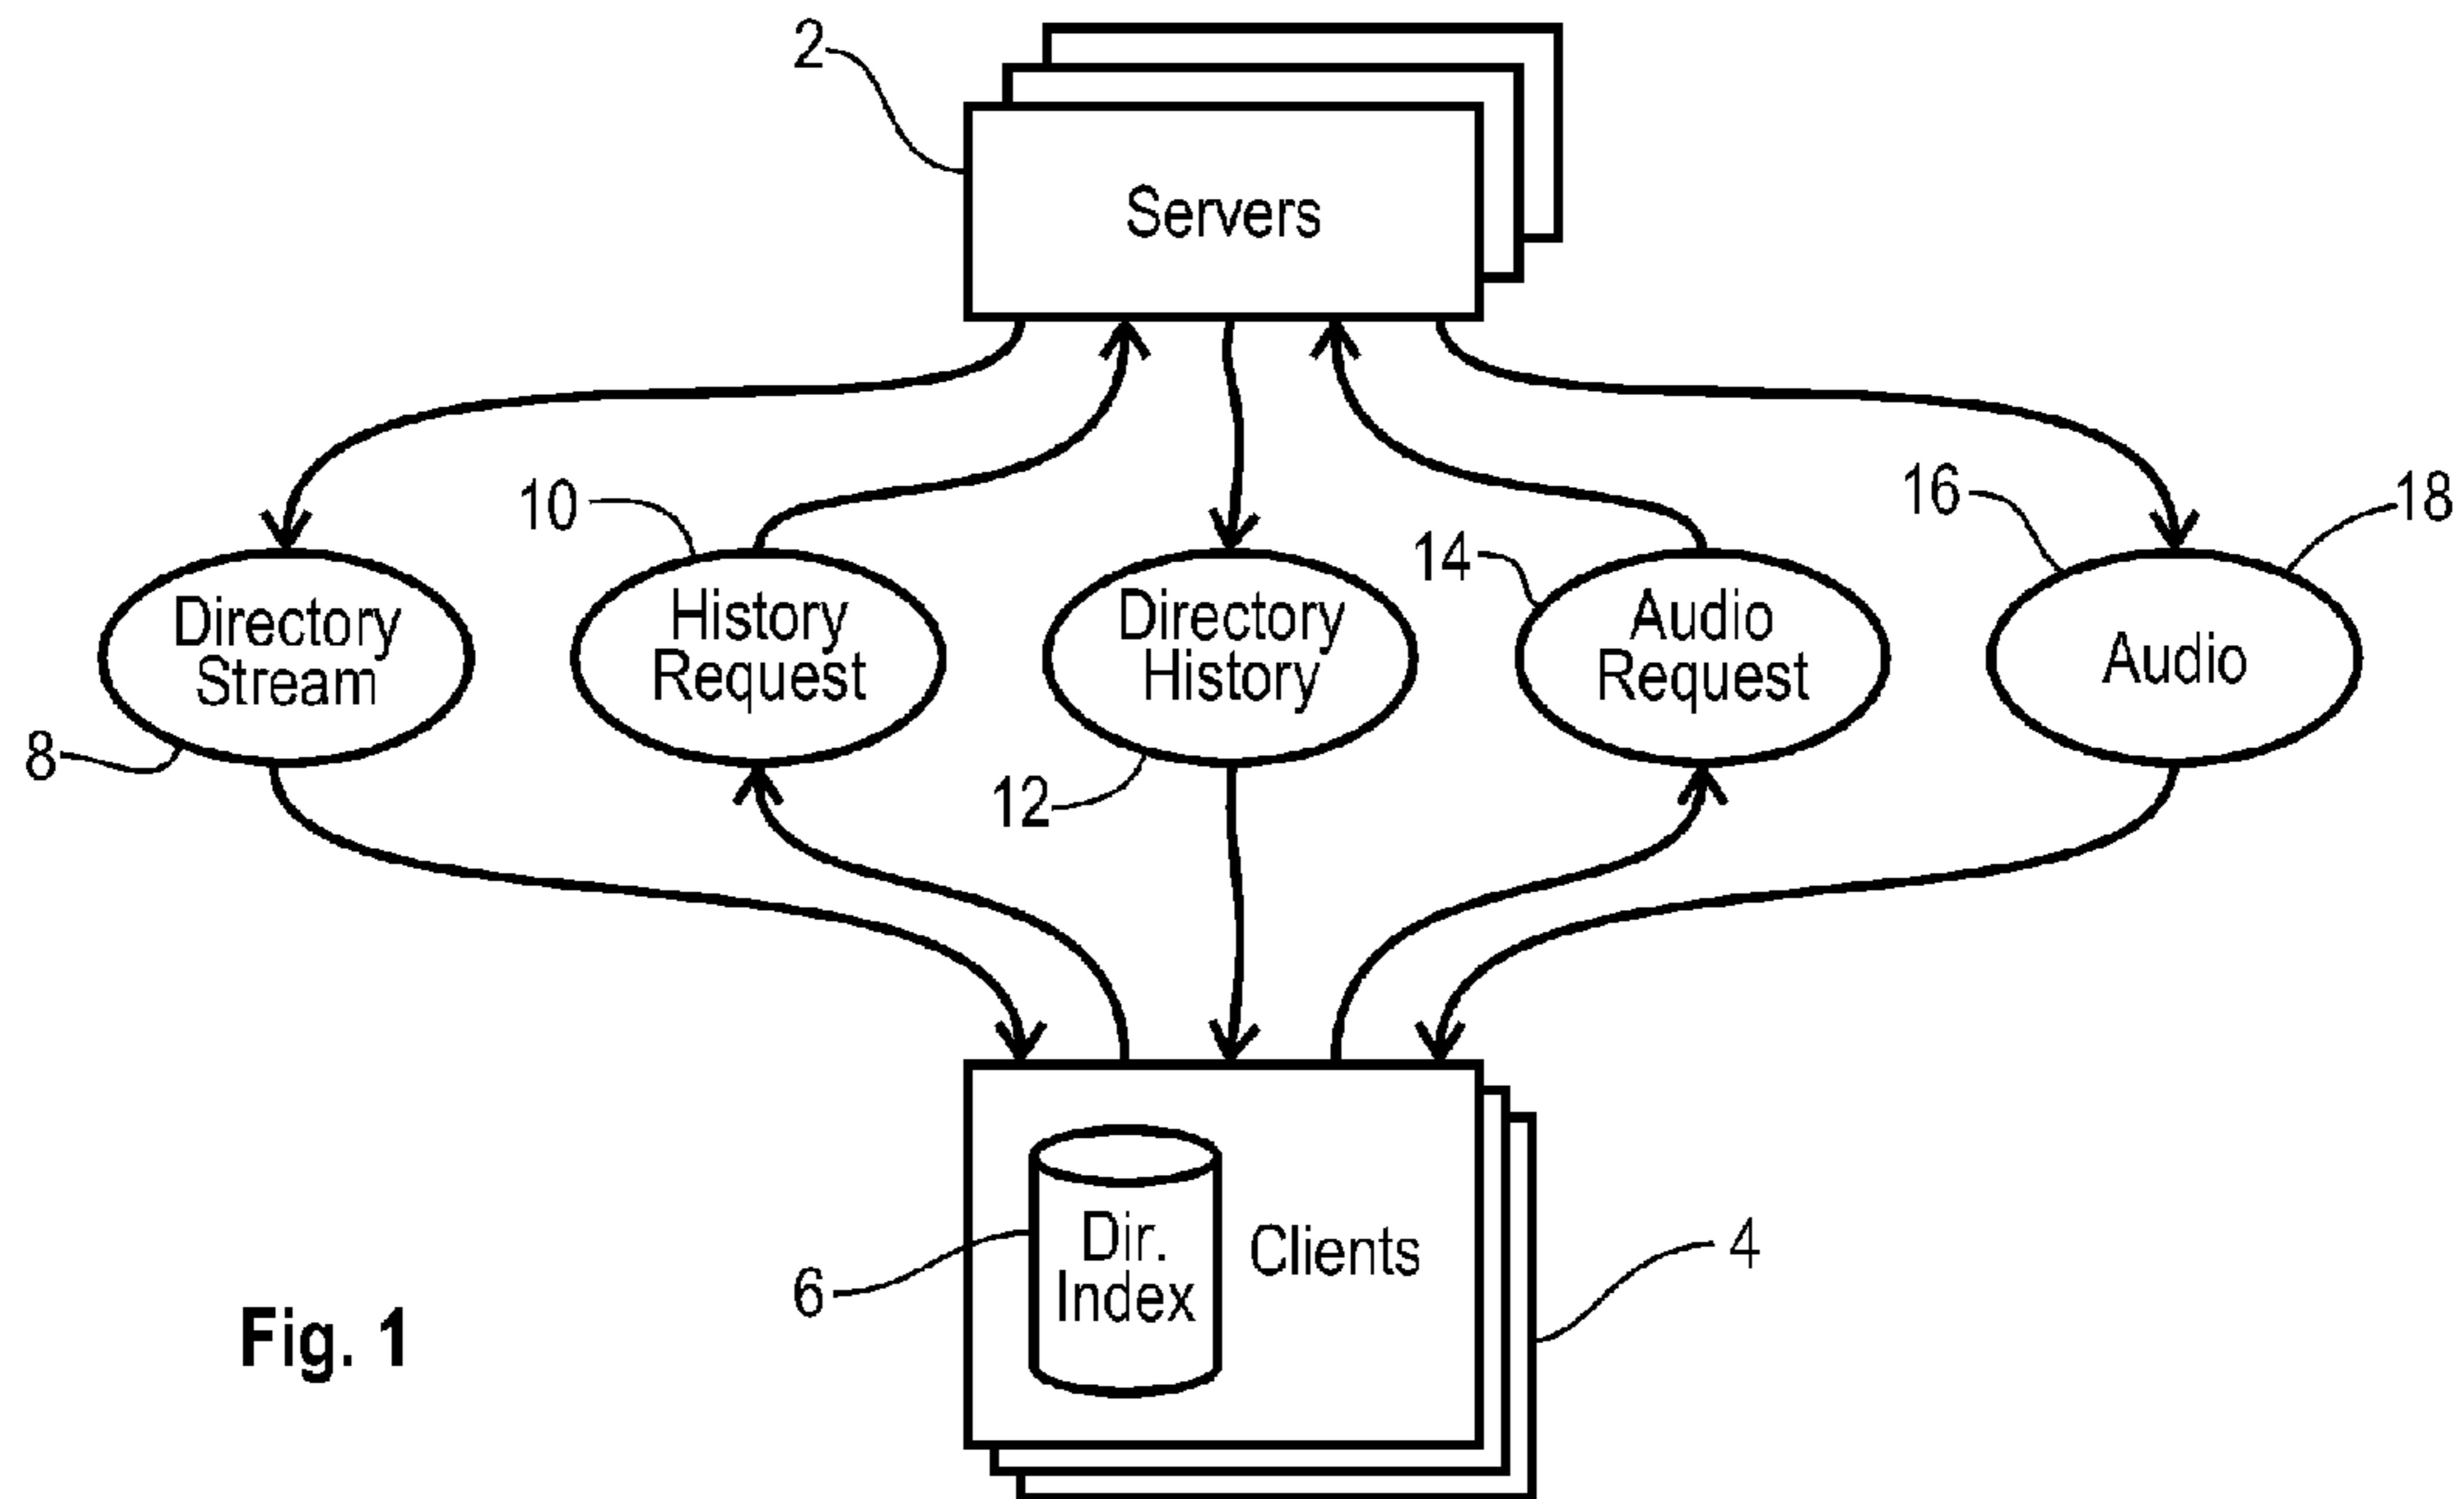 2
Servers
10
16
18
14
Directory
Stream
History
Request
Directory
History
Audio
Request
Audio
8
12
Dir.
Index
Clients
4
6
Fig. 1